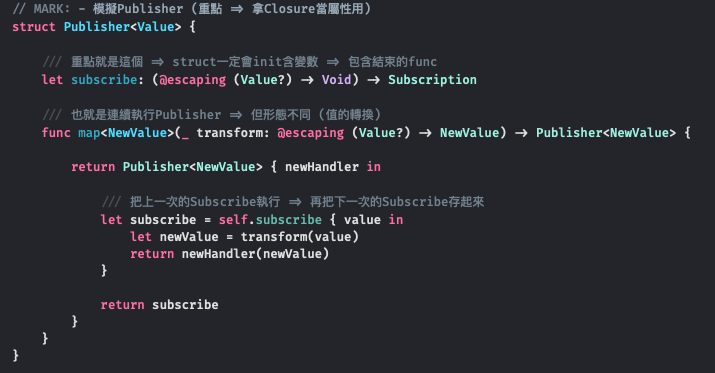 // MARK: - 模擬Publisher (重點 => 拿Closure當屬性用)
struct Publisher<Value> {
/// 重點就是這個 => struct一定會init含變數 => 包含結束的func
let subscribe: (@escaping (Value?) -> Void) -> Subscription
/// 也就是連續執行Publisher => 但形態不同 (值的轉換)
func map<NewValue>(_ transform: @escaping (Value?) -> NewValue) -> Publisher<NewValue> {
return Publisher<NewValue> { newHandler in
/// 把上一次的Subscribe執行 => 再把下一次的Subscribe存起來
let subscribe = self.subscribe { value in
let newValue = transform(value)
return newHandler(newValue)
}
return subscribe
}
}
}